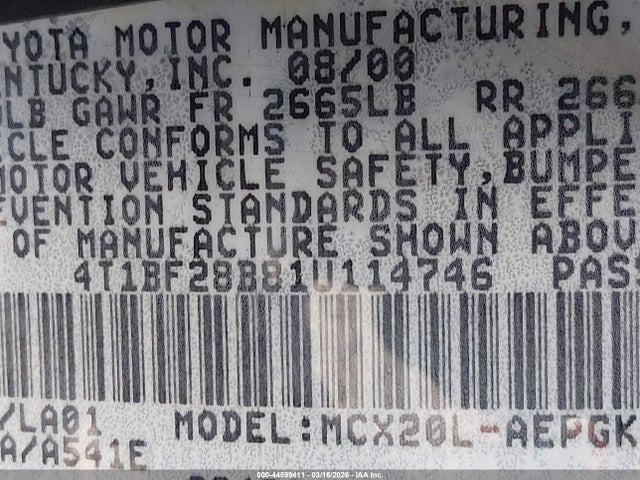 YOTA MOTOR MANUFACTURING,
ENTUCKY, INC. 08/00
LB GAWR FR 2665LB RR 266
CLE CONFORMS TO ALL APPLI
MOTOR VEHICLE SAFETY, BUMPE
EVENTION STANDARDS IN EFFE
OF MANUFACTURE SHOWN ABOV
4T1BF28B81U114746 PAS
/LA01 MODEL:MCX20L-AEPGK
A/A541E
000-44599411 - 03/16/2026 - IAA Inc.